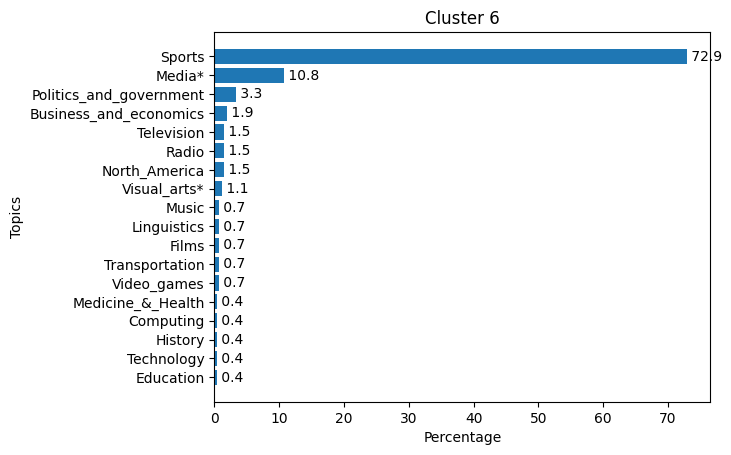 Cluster 6
Topics
Sports 72.9
Media* 10.8
Politics_and_government 3.3
Business_and_economics 1.9
Television 1.5
Radio 1.5
North_America 1.5
Visual_arts* 1.1
Music 0.7
Linguistics 0.7
Films 0.7
Transportation 0.7
Video_games 0.7
Medicine_&_Health 0.4
Computing 0.4
History 0.4
Technology 0.4
Education 0.4
0 10 20 30 40 50 60 70
Percentage